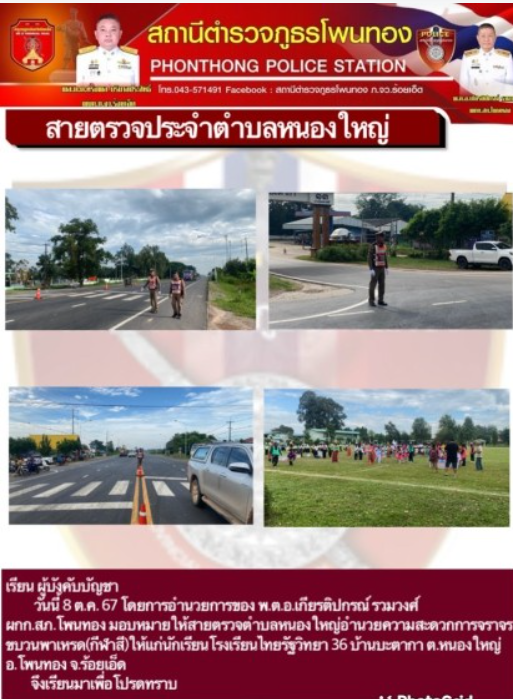 สถานีตำรวจภูธรโพนทอง
POLICE
PHONTHONG POLICE STATION
โทร.043-571491 Facebook : สถานีตำรวจภูธรโพนทอง ภ.จว.ร้อยเอ็ด
สายตรวจประจำตำบลหนองใหญ่
เรียน ผู้บังคับบัญชา
วันนี้ 8 ต.ค. 67 โดยการอำนวยการของ พ.ต.อ.เกียรติปกรณ์ รวมวงศ์
ผกก.สภ.โพนทอง มอบหมายให้สายตรวจตำบลหนองใหญ่อำนวยความสะดวกการจราจร
ขบวนพาเหรด(กีฬาสี)ให้แก่นักเรียนโรงเรียนไทยรัฐวิทยา 36 บ้านบะตากา ต.หนองใหญ่
อ.โพนทอง จ.ร้อยเอ็ด
จึงเรียนมาเพื่อโปรดทราบ